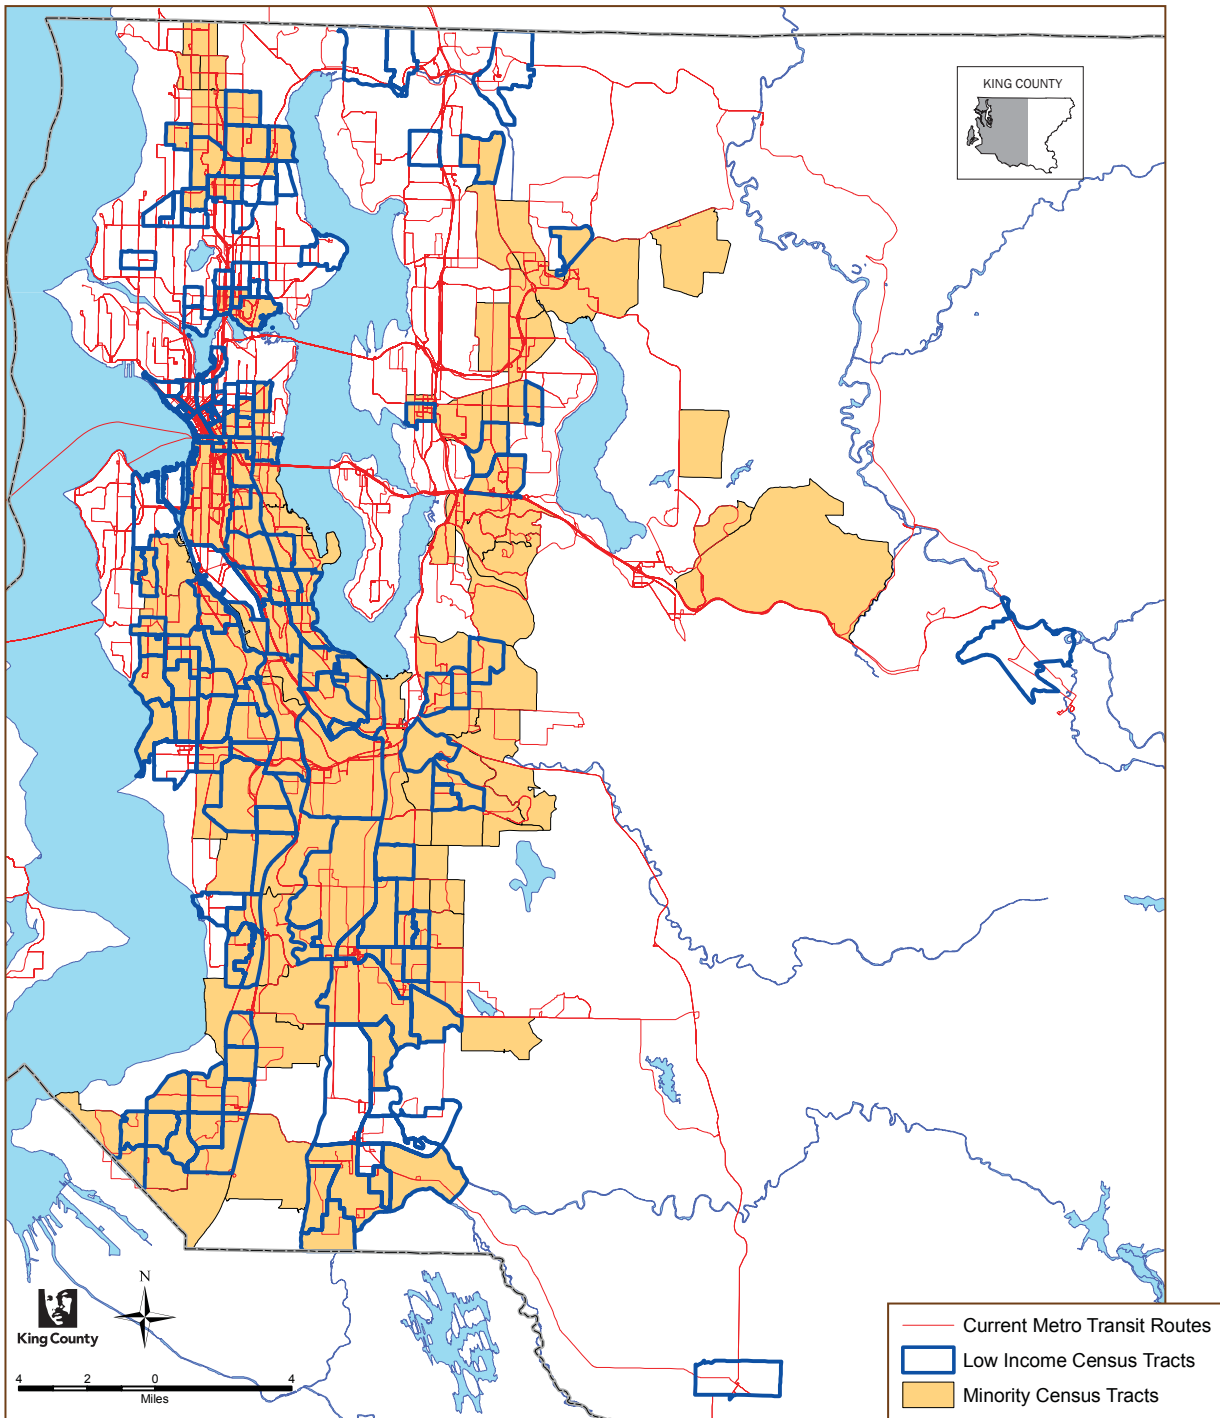 KING COUNTY
N
King County
4 2 0 4
Miles
Current Metro Transit Routes
Low Income Census Tracts
Minority Census Tracts